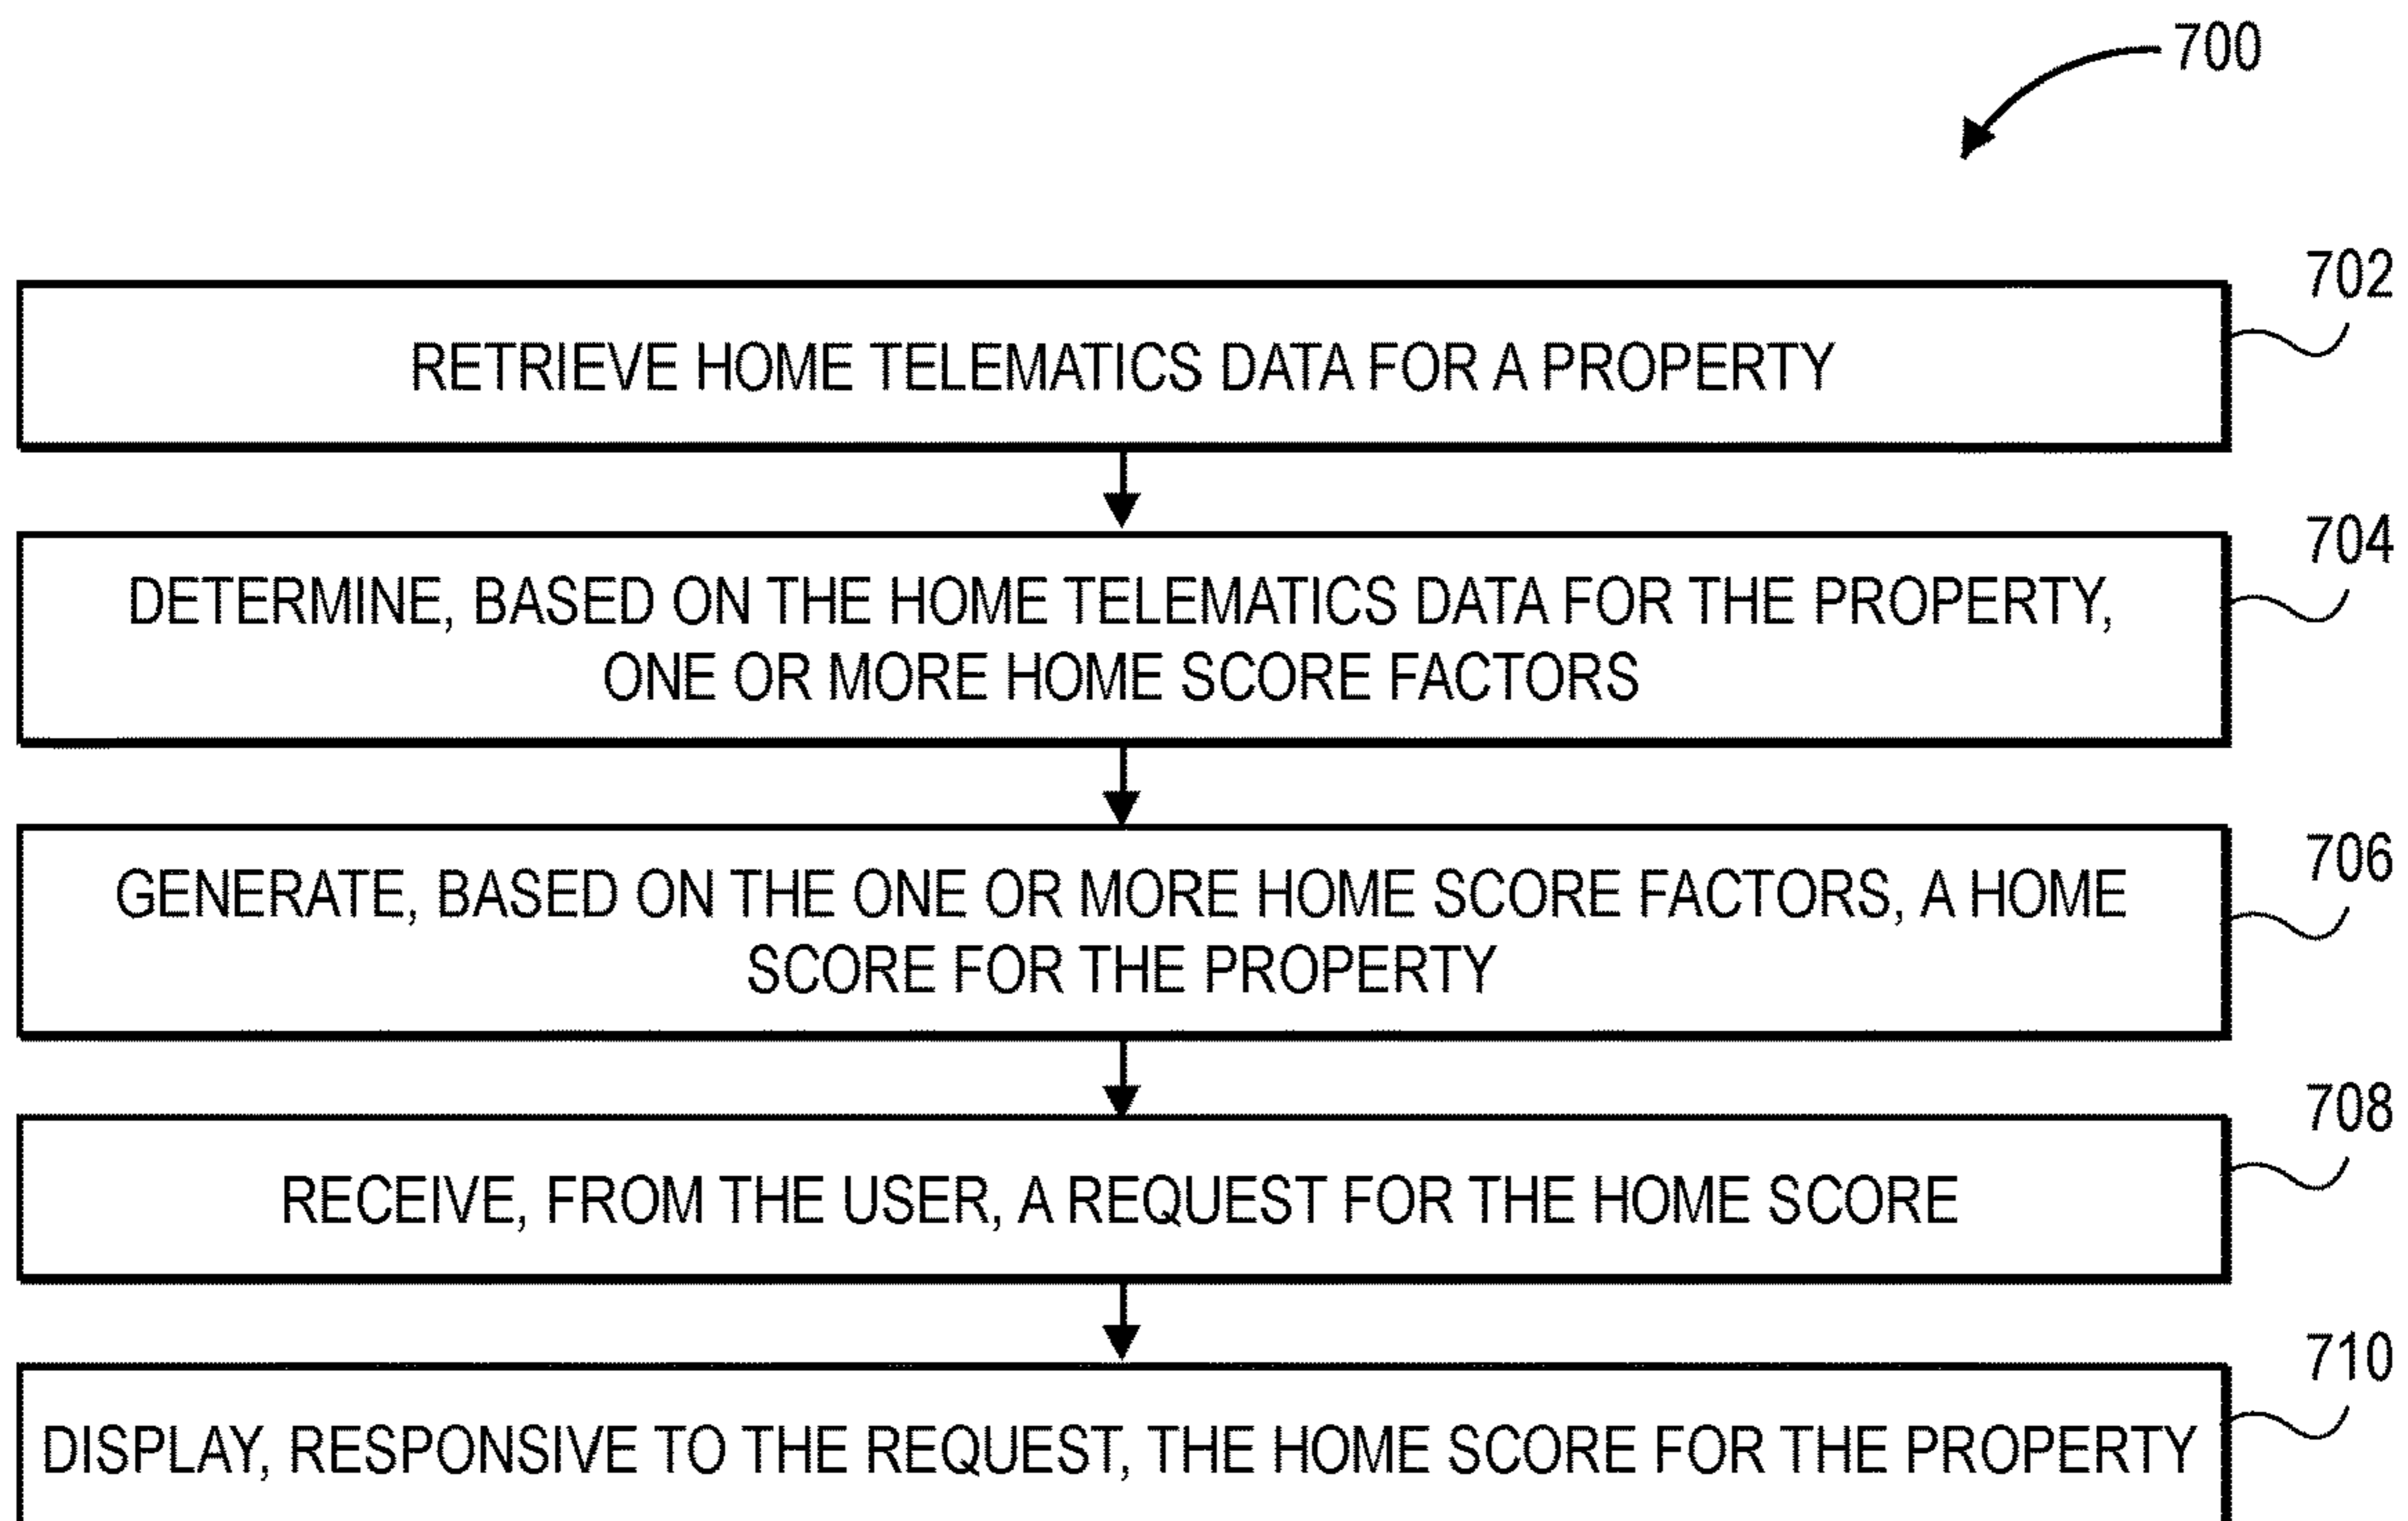 700
702
RETRIEVE HOME TELEMATICS DATA FOR A PROPERTY
704
DETERMINE, BASED ON THE HOME TELEMATICS DATA FOR THE PROPERTY,
ONE OR MORE HOME SCORE FACTORS
706
GENERATE, BASED ON THE ONE OR MORE HOME SCORE FACTORS, A HOME
SCORE FOR THE PROPERTY
708
RECEIVE, FROM THE USER, A REQUEST FOR THE HOME SCORE
710
DISPLAY, RESPONSIVE TO THE REQUEST, THE HOME SCORE FOR THE PROPERTY